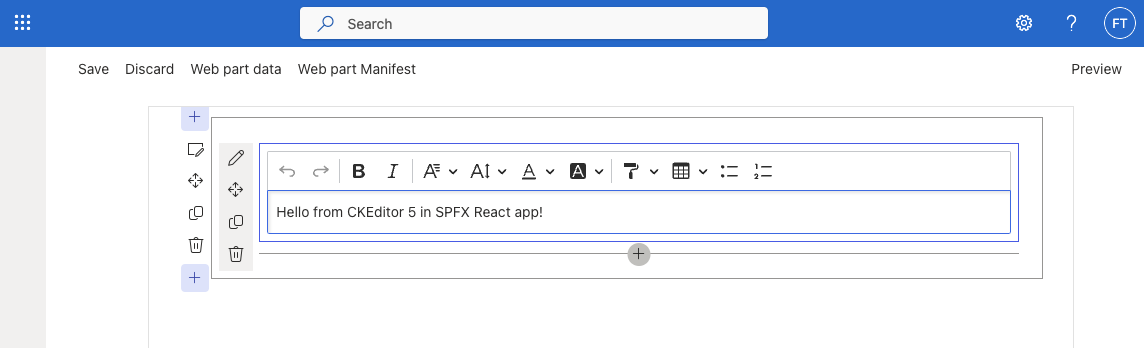 Search
FT
Save Discard Web part data Web part Manifest Preview
Hello from CKEditor 5 in SPFX React app!